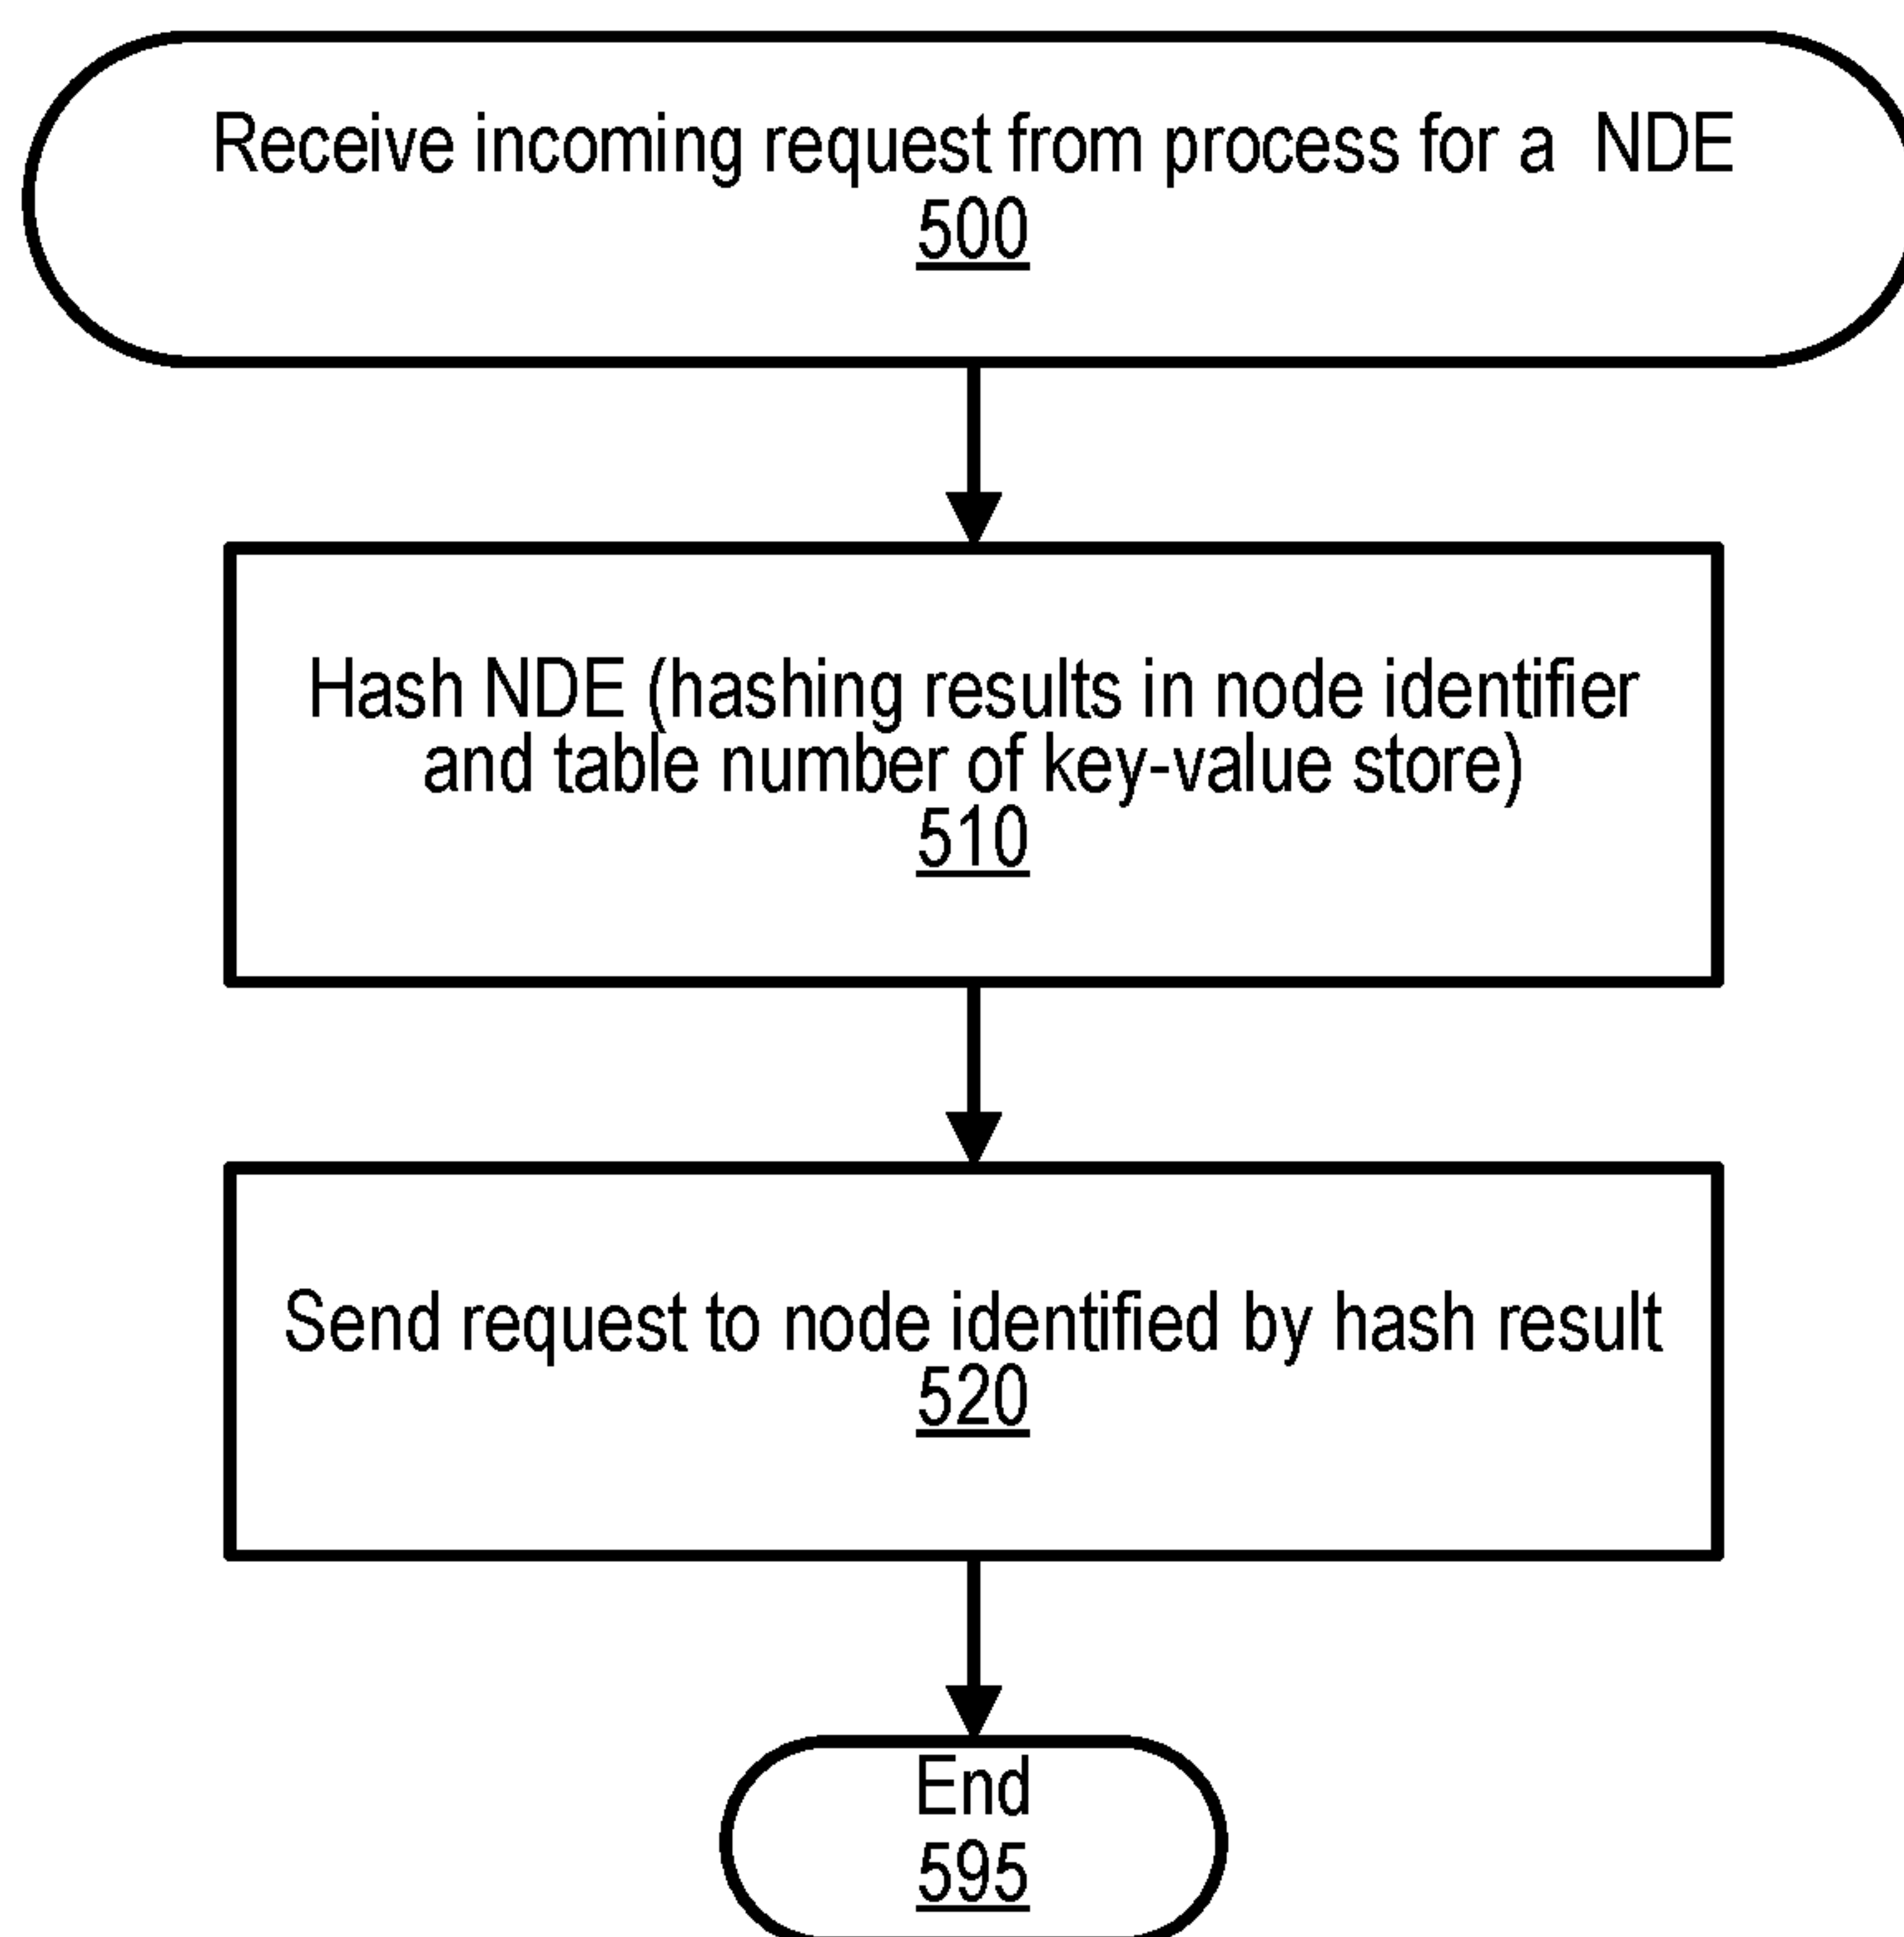 Receive incoming request from process for a NDE
500
Hash NDE (hashing results in node identifier
and table number of key-value store)
510
Send request to node identified by hash result
520
End
595